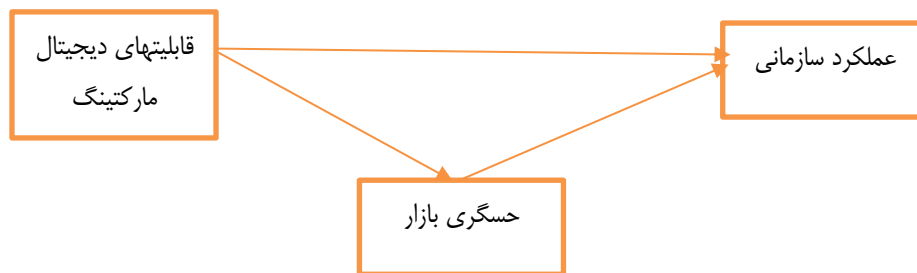 قابلیتهای دیجیتال
مارکتینگ
عملکرد سازمانی
حسگری بازار